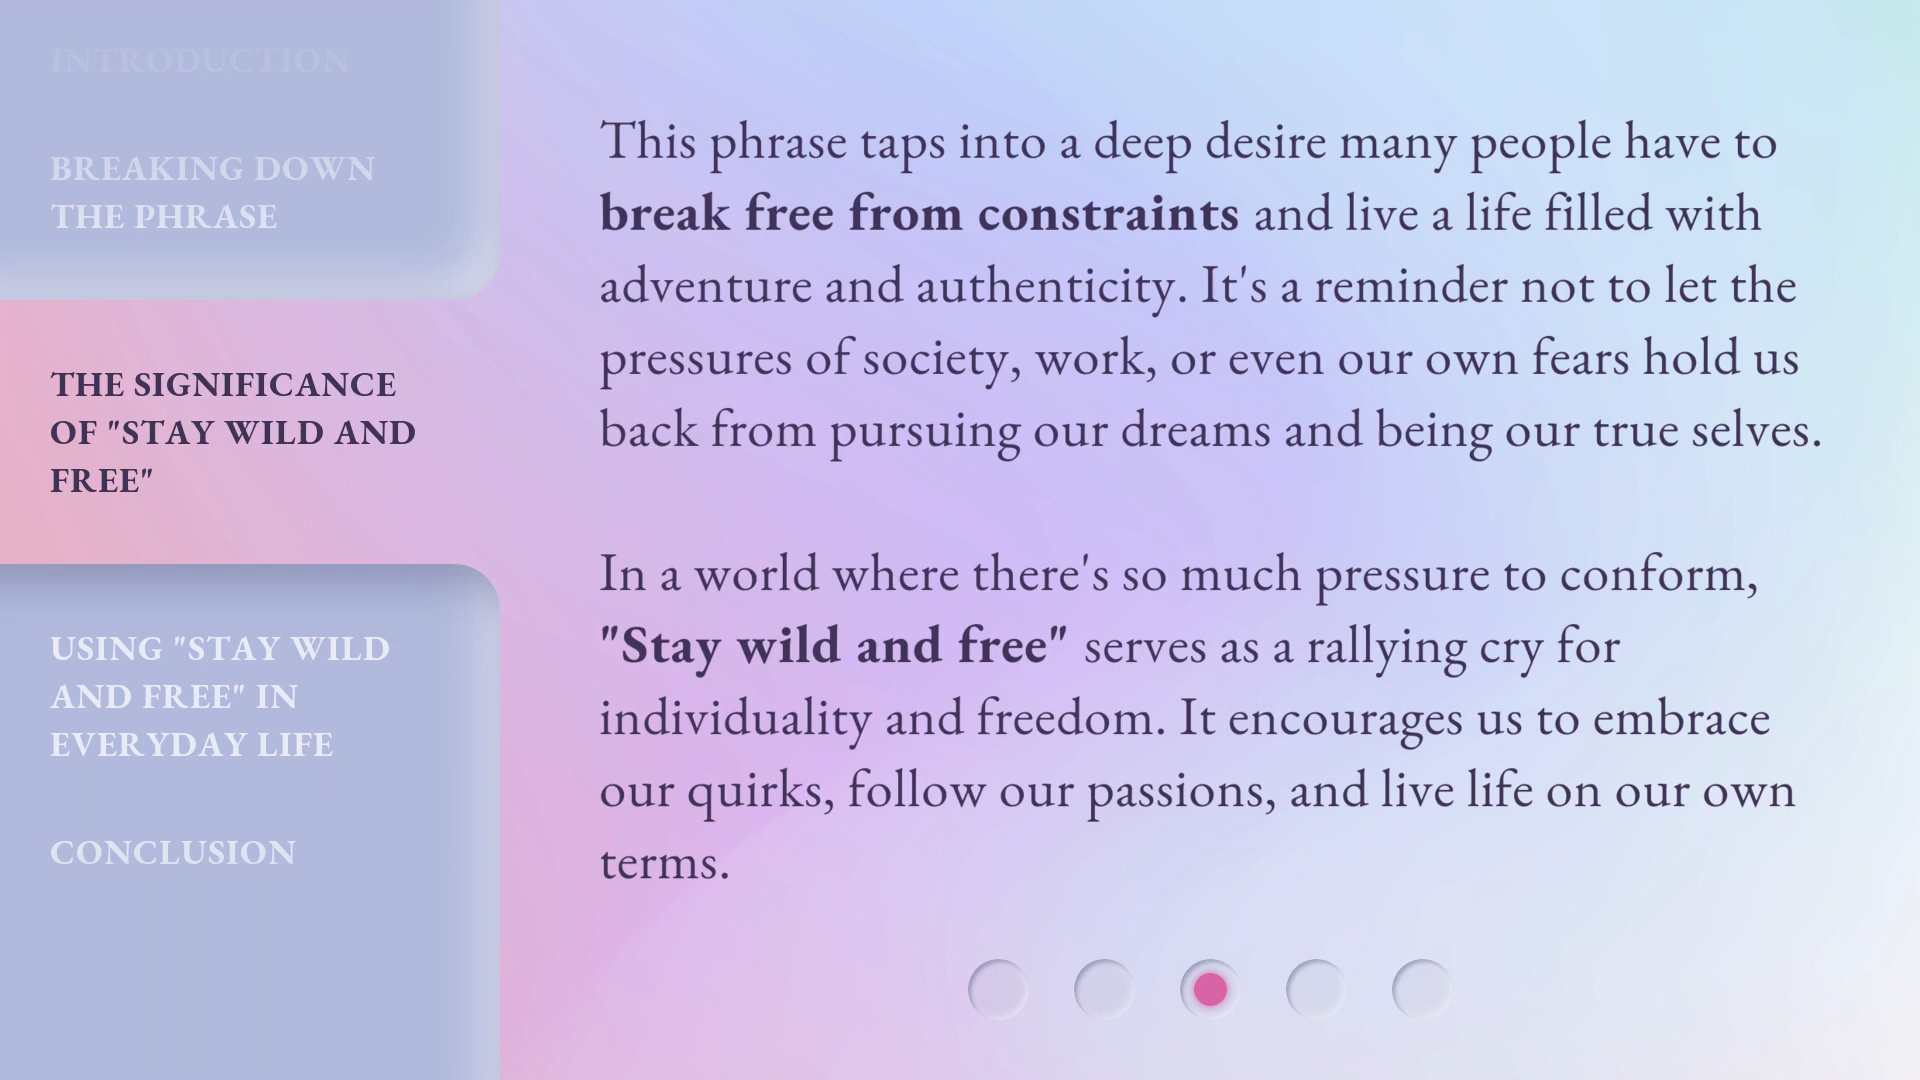 INTRODUCTION
BREAKING DOWN
THE PHRASE
THE SIGNIFICANCE
OF "STAY WILD AND
FREE"
USING "STAY WILD
AND FREE" IN
EVERYDAY LIFE
CONCLUSION
This phrase taps into a deep desire many people have to
break free from constraints and live a life filled with
adventure and authenticity. It's a reminder not to let the
pressures of society, work, or even our own fears hold us
back from pursuing our dreams and being our true selves.
In a world where there's so much pressure to conform,
"Stay wild and free" serves as a rallying cry for
individuality and freedom. It encourages us to embrace
our quirks, follow our passions, and live life on our own
terms.